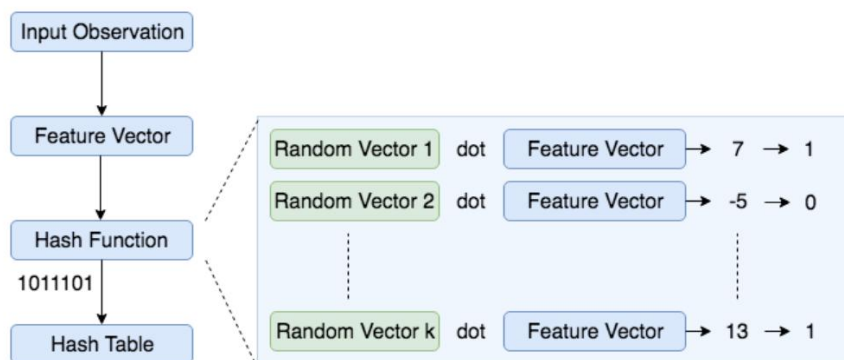 Input Observation
Feature Vector
Random Vector 1 dot Feature Vector 7 1
Random Vector 2 dot Feature Vector -5 0
Hash Function
1011101
Random Vector k dot Feature Vector 13 1
Hash Table